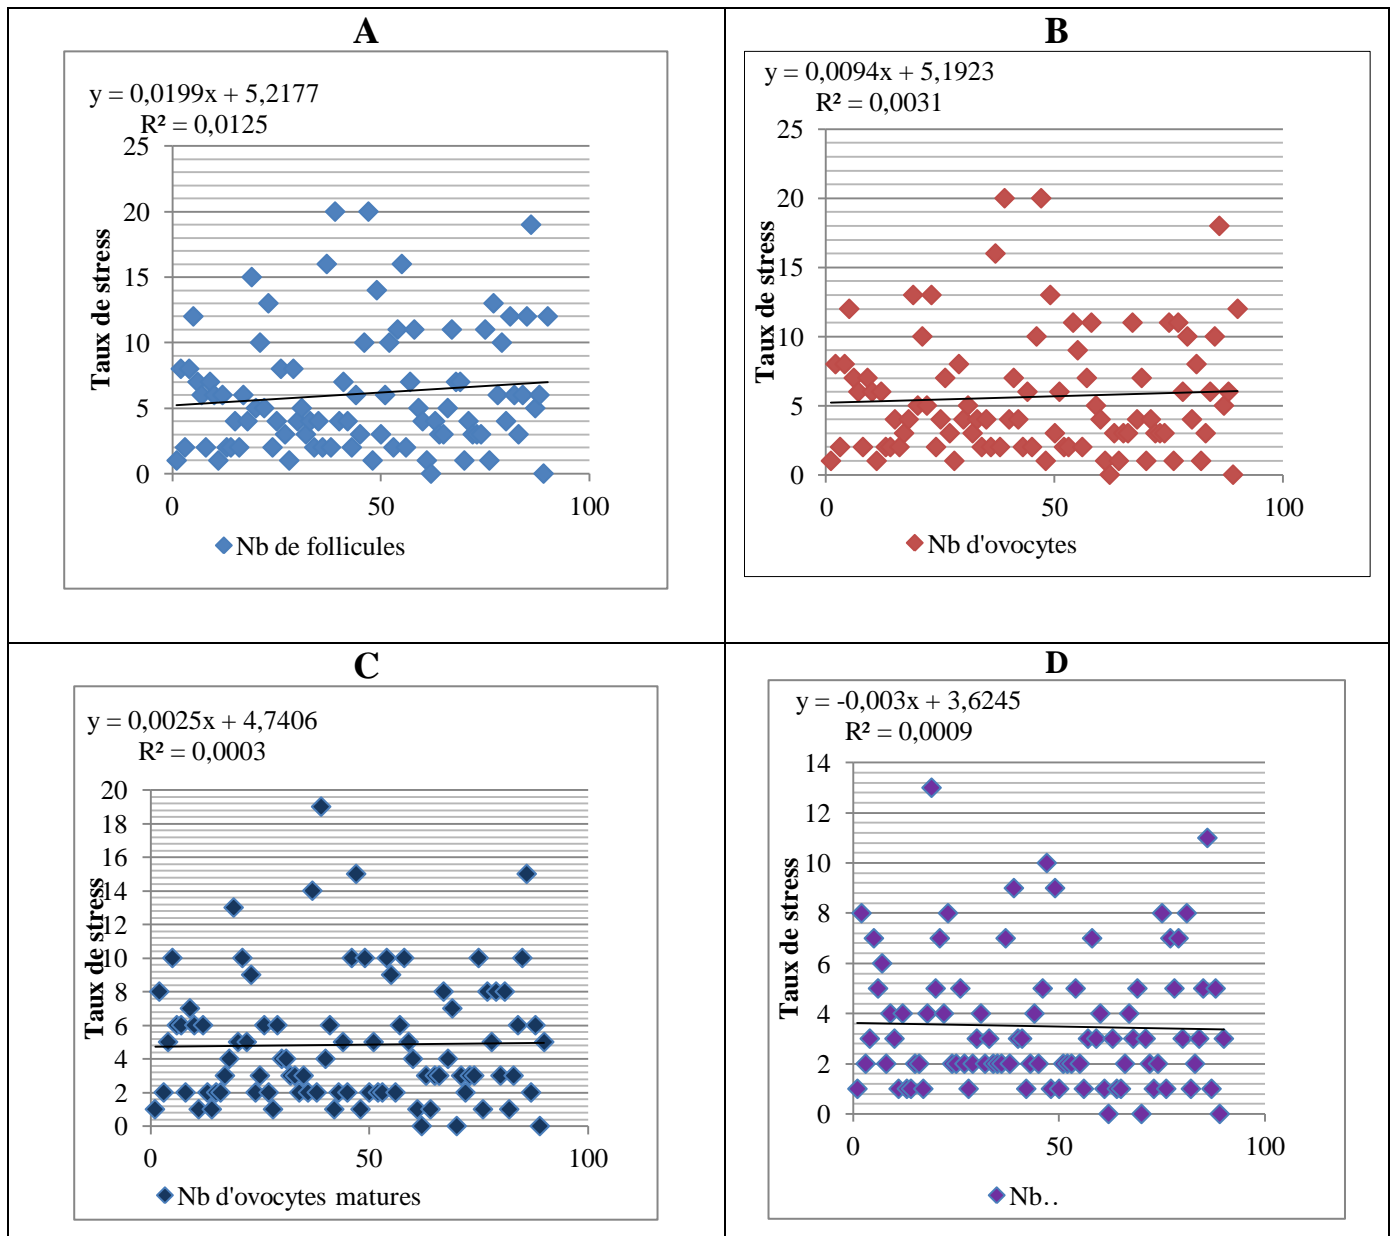 A
y = 0,0199x + 5,2177
R² = 0,0125
25
20
15
10
5
0
0 50 100
Taux de stress
Nb de follicules
B
y = 0,0094x + 5,1923
R² = 0,0031
25
20
15
10
5
0
0 50 100
Taux de stress
Nb d'ovocytes
C
y = 0,0025x + 4,7406
R² = 0,0003
20
18
16
14
12
10
8
6
4
2
0
0 50 100
Taux de stress
Nb d'ovocytes matures
D
y = -0,003x + 3,6245
R² = 0,0009
14
12
10
8
6
4
2
0
0 50 100
Taux de stress
Nb..